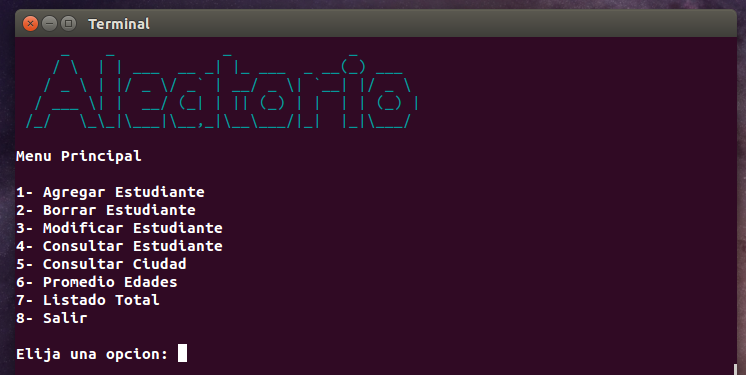 Terminal
Aleatorio
Menu Principal
1- Agregar Estudiante
2- Borrar Estudiante
3- Modificar Estudiante
4- Consultar Estudiante
5- Consultar Ciudad
6- Promedio Edades
7- Listado Total
8- Salir
Elija una opcion: